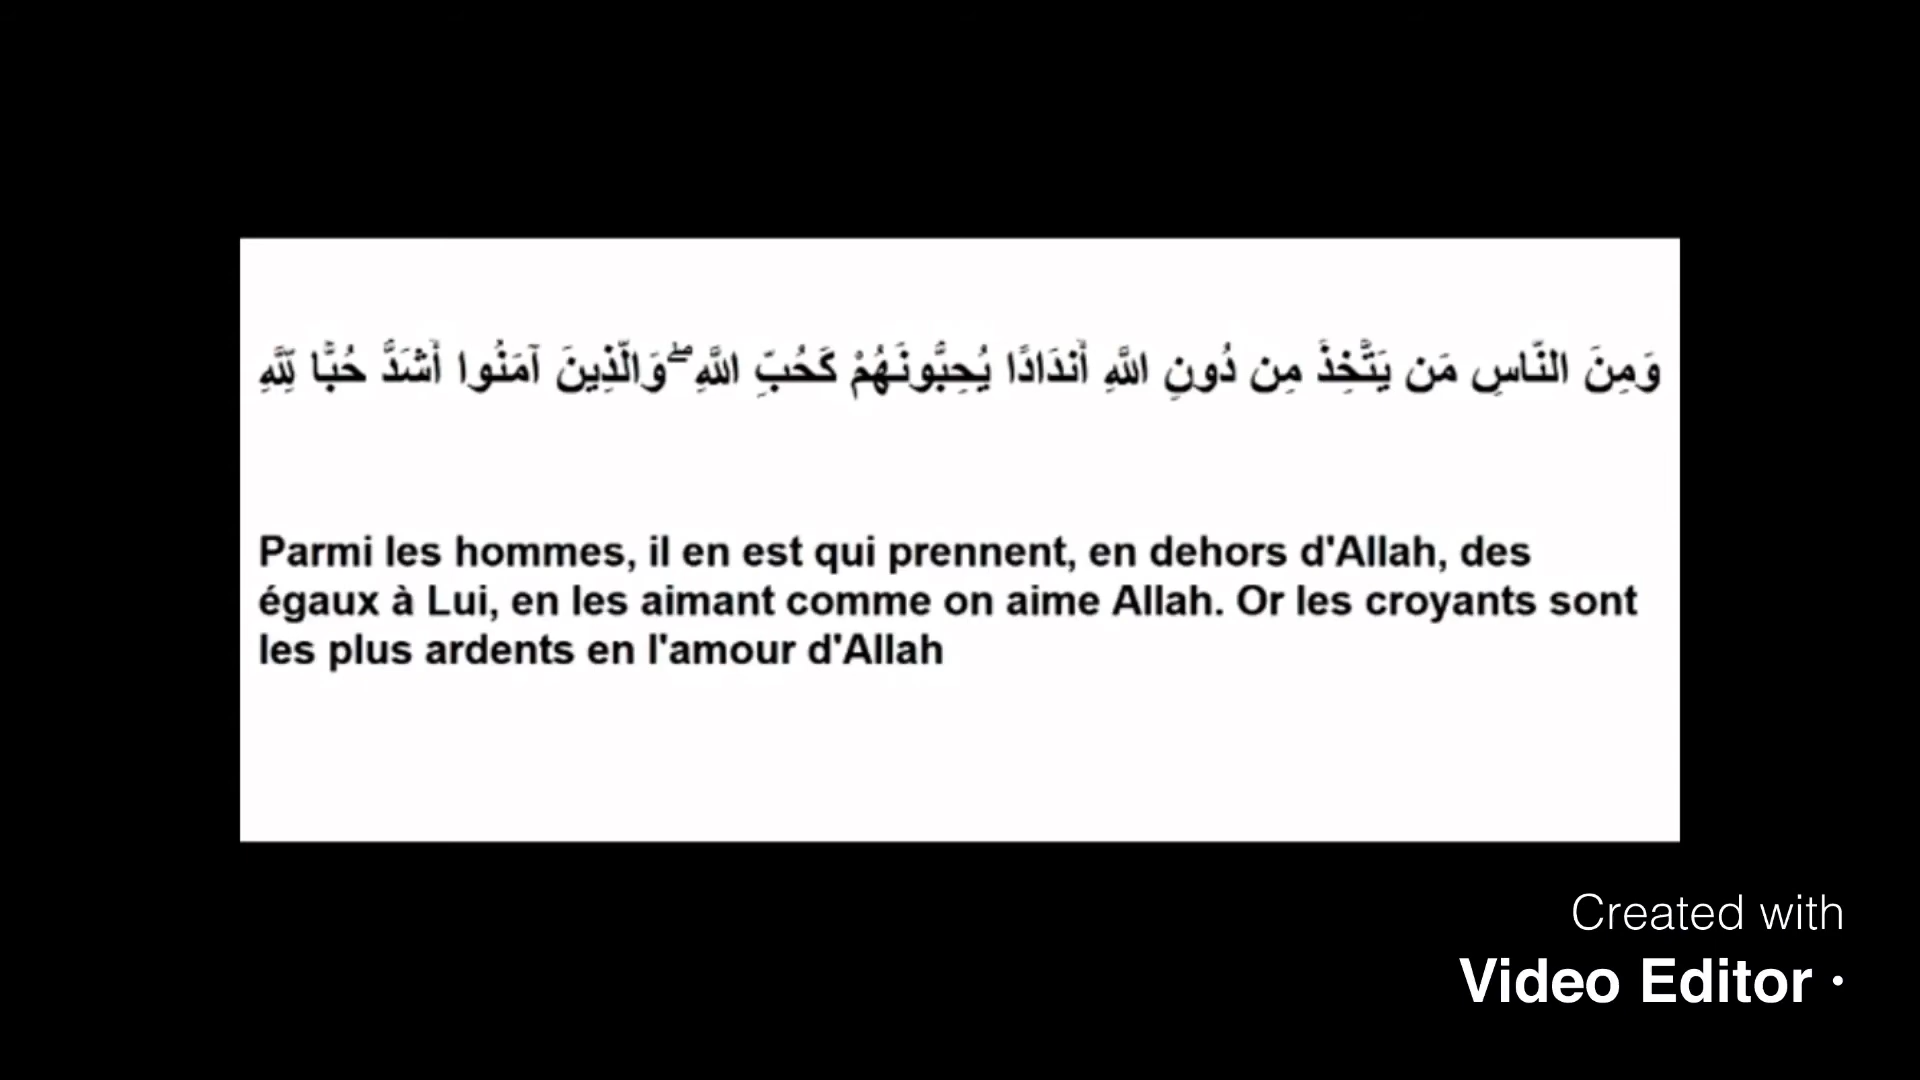 وَمِنَ النَّاسِ مَن يَتَّخِذُ مِن دُونِ اللَّهِ أَندَادًا يُحِبُّونَهُمْ كَحُبِّ اللَّهِ ۖ وَالَّذِينَ آمَنُوا أَشَدُّ حُبًّا لِّلَّهِ
Parmi les hommes, il en est qui prennent, en dehors d'Allah, des
égaux à Lui, en les aimant comme on aime Allah. Or les croyants sont
les plus ardents en l'amour d'Allah
Created with
Video Editor ·